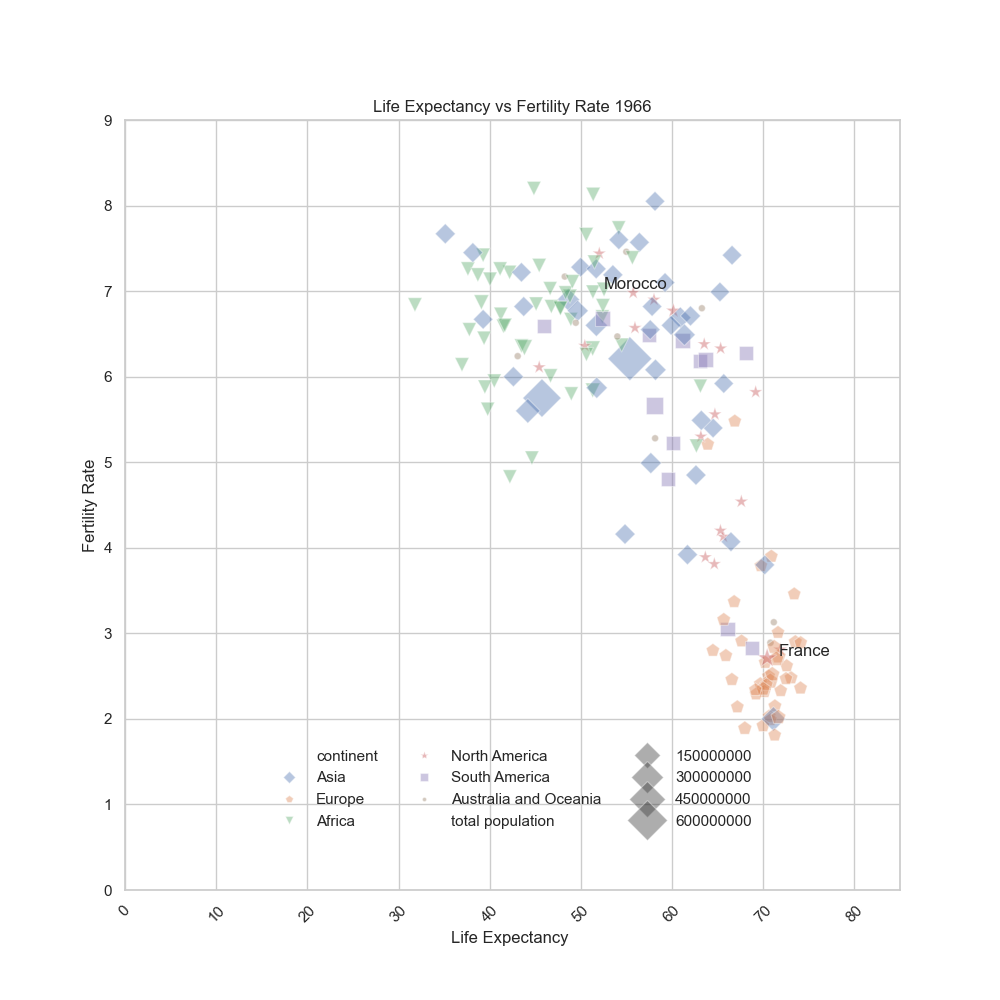 Life Expectancy vs Fertility Rate 1966
9
8
7
6
5
4
3
2
1
0
Fertility Rate
Morocco
France
continent
Asia
Europe
Africa
North America
South America
Australia and Oceania
total population
150000000
300000000
450000000
600000000
0 10 20 30 40 50 60 70 80
Life Expectancy